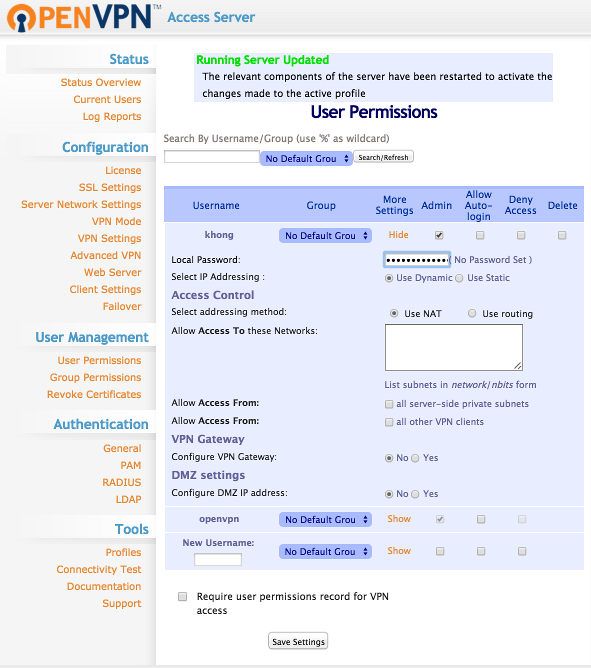 OPENVPN™ Access Server
Status
Status Overview
Current Users
Log Reports
Configuration
License
SSL Settings
Server Network Settings
VPN Mode
VPN Settings
Advanced VPN
Web Server
Client Settings
Failover
User Management
User Permissions
Group Permissions
Revoke Certificates
Authentication
General
PAM
RADIUS
LDAP
Tools
Profiles
Connectivity Test
Documentation
Support
Running Server Updated
The relevant components of the server have been restarted to activate the
changes made to the active profile
User Permissions
Search By Username/Group (use '%' as wildcard)
No Default Grou Search/Refresh
Username Group More Settings Admin Allow Auto-login Deny Access Delete
khong No Default Grou Hide
Local Password: ( No Password Set )
Select IP Addressing : Use Dynamic Use Static
Access Control
Select addressing method: Use NAT Use routing
Allow Access To these Networks:
List subnets in network/nbits form
Allow Access From: all server-side private subnets
Allow Access From: all other VPN clients
VPN Gateway
Configure VPN Gateway: No Yes
DMZ settings
Configure DMZ IP address: No Yes
openvpn No Default Grou Show
New Username: No Default Grou Show
Require user permissions record for VPN
access
Save Settings